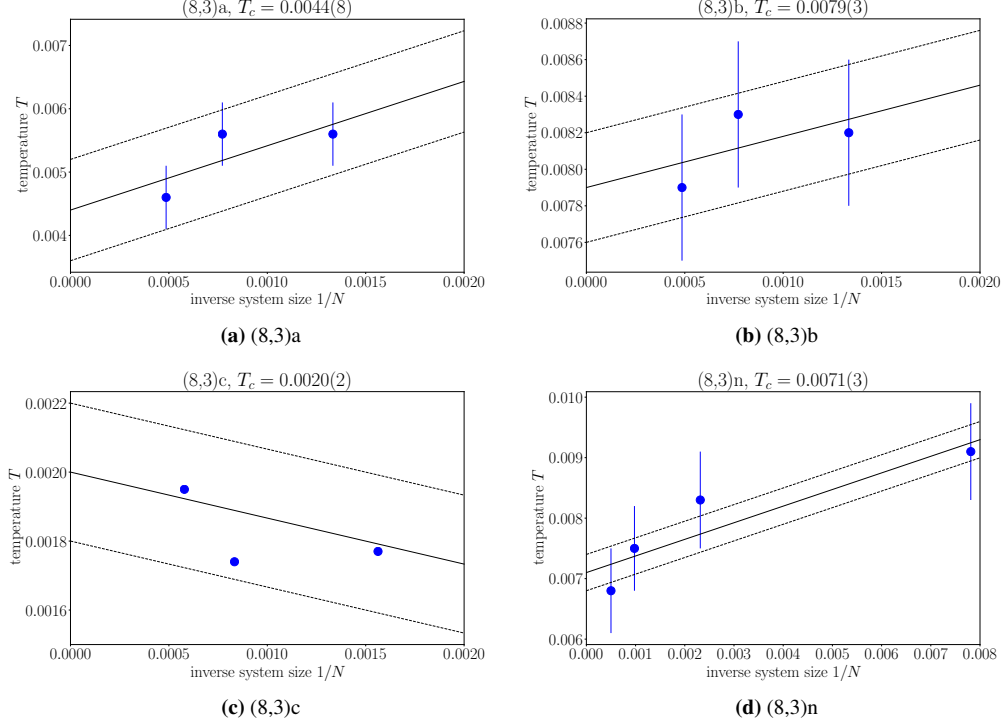 (8,3)a, T_c = 0.0044(8)
0.007
0.006
0.005
0.004
temperature T
0.0000 0.0005 0.0010 0.0015 0.0020
inverse system size 1/N
(a) (8,3)a
(8,3)b, T_c = 0.0079(3)
0.0088
0.0086
0.0084
0.0082
0.0080
0.0078
0.0076
temperature T
0.0000 0.0005 0.0010 0.0015 0.0020
inverse system size 1/N
(b) (8,3)b
(8,3)c, T_c = 0.0020(2)
0.0022
0.0020
0.0018
0.0016
temperature T
0.0000 0.0005 0.0010 0.0015 0.0020
inverse system size 1/N
(c) (8,3)c
(8,3)n, T_c = 0.0071(3)
0.010
0.009
0.008
0.007
0.006
temperature T
0.000 0.001 0.002 0.003 0.004 0.005 0.006 0.007 0.008
inverse system size 1/N
(d) (8,3)n